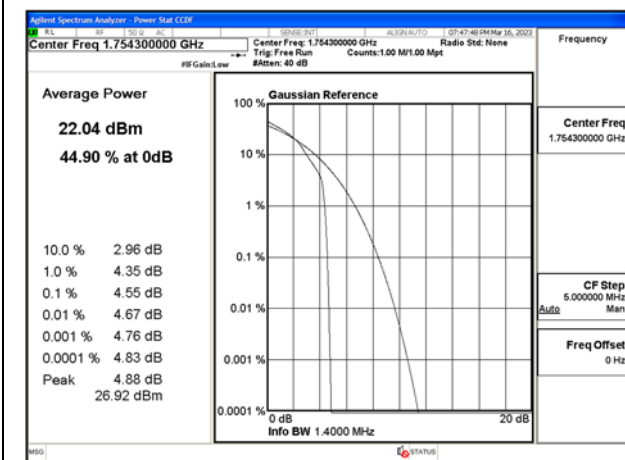 Agilent Spectrum Analyzer - Power Stat CCDF
RL RF 50 Ω AC SENSE:INT ALIGN AUTO 07:47:48 PM Mar 16, 2023
Center Freq 1.754300000 GHz
Center Freq: 1.754300000 GHz Radio Std: None
Trig: Free Run Counts:1.00 M/1.00 Mpt
#IFGain:Low #Atten: 40 dB
Frequency
Average Power
22.04 dBm
44.90 % at 0dB
10.0 % 2.96 dB
1.0 % 4.35 dB
0.1 % 4.55 dB
0.01 % 4.67 dB
0.001 % 4.76 dB
0.0001 % 4.83 dB
Peak 4.88 dB
26.92 dBm
Gaussian Reference
100 %
10 %
1 %
0.1 %
0.01 %
0.001 %
0.0001 %
0 dB 20 dB
Info BW 1.4000 MHz
Center Freq
1.754300000 GHz
CF Step
5.000000 MHz
Auto Man
Freq Offset
0 Hz
MSG STATUS